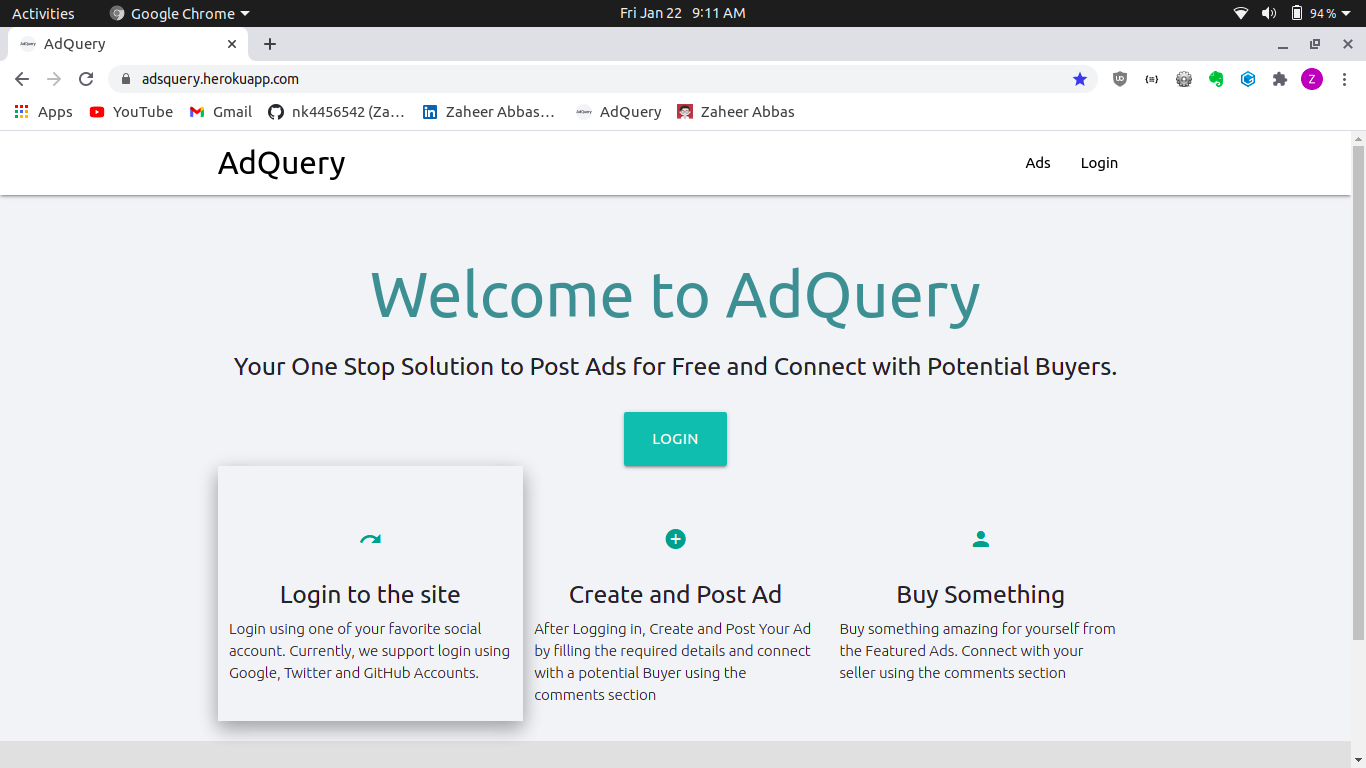 Activities Google Chrome Fri Jan 22 9:11 AM 94 %
AdQuery AdQuery
adsquery.herokuapp.com Z
Apps YouTube Gmail nk4456542 (Za... Zaheer Abbas... AdQuery AdQuery Zaheer Abbas
AdQuery Ads Login
Welcome to AdQuery
Your One Stop Solution to Post Ads for Free and Connect with Potential Buyers.
LOGIN
Login to the site
Login using one of your favorite social
account. Currently, we support login using
Google, Twitter and GitHub Accounts.
Create and Post Ad
After Logging in, Create and Post Your Ad
by filling the required details and connect
with a potential Buyer using the
comments section
Buy Something
Buy something amazing for yourself from
the Featured Ads. Connect with your
seller using the comments section